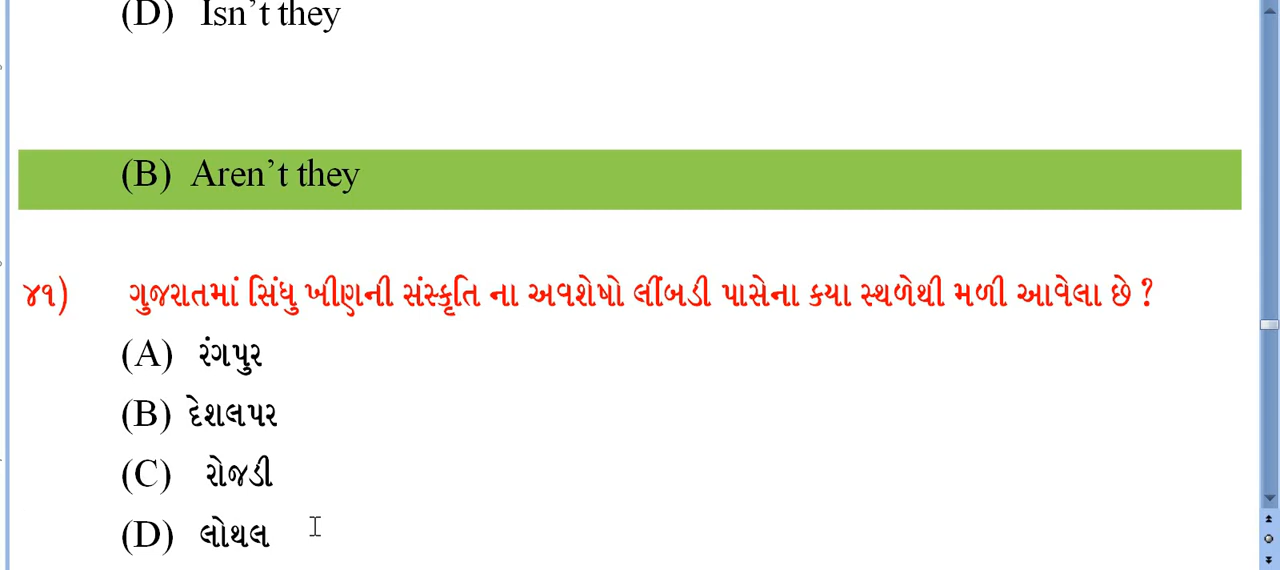 (D) Isn't they
(B) Aren't they
૪૧) ગુજરાતમાં સિંધુ ખીણની સંસ્કૃતિ ના અવશેષો લીંબડી પાસેના કયા સ્થળેથી મળી આવેલા છે ?
(A) રંગપુર
(B) દેશલપર
(C) રોજડી
(D) લોથલ